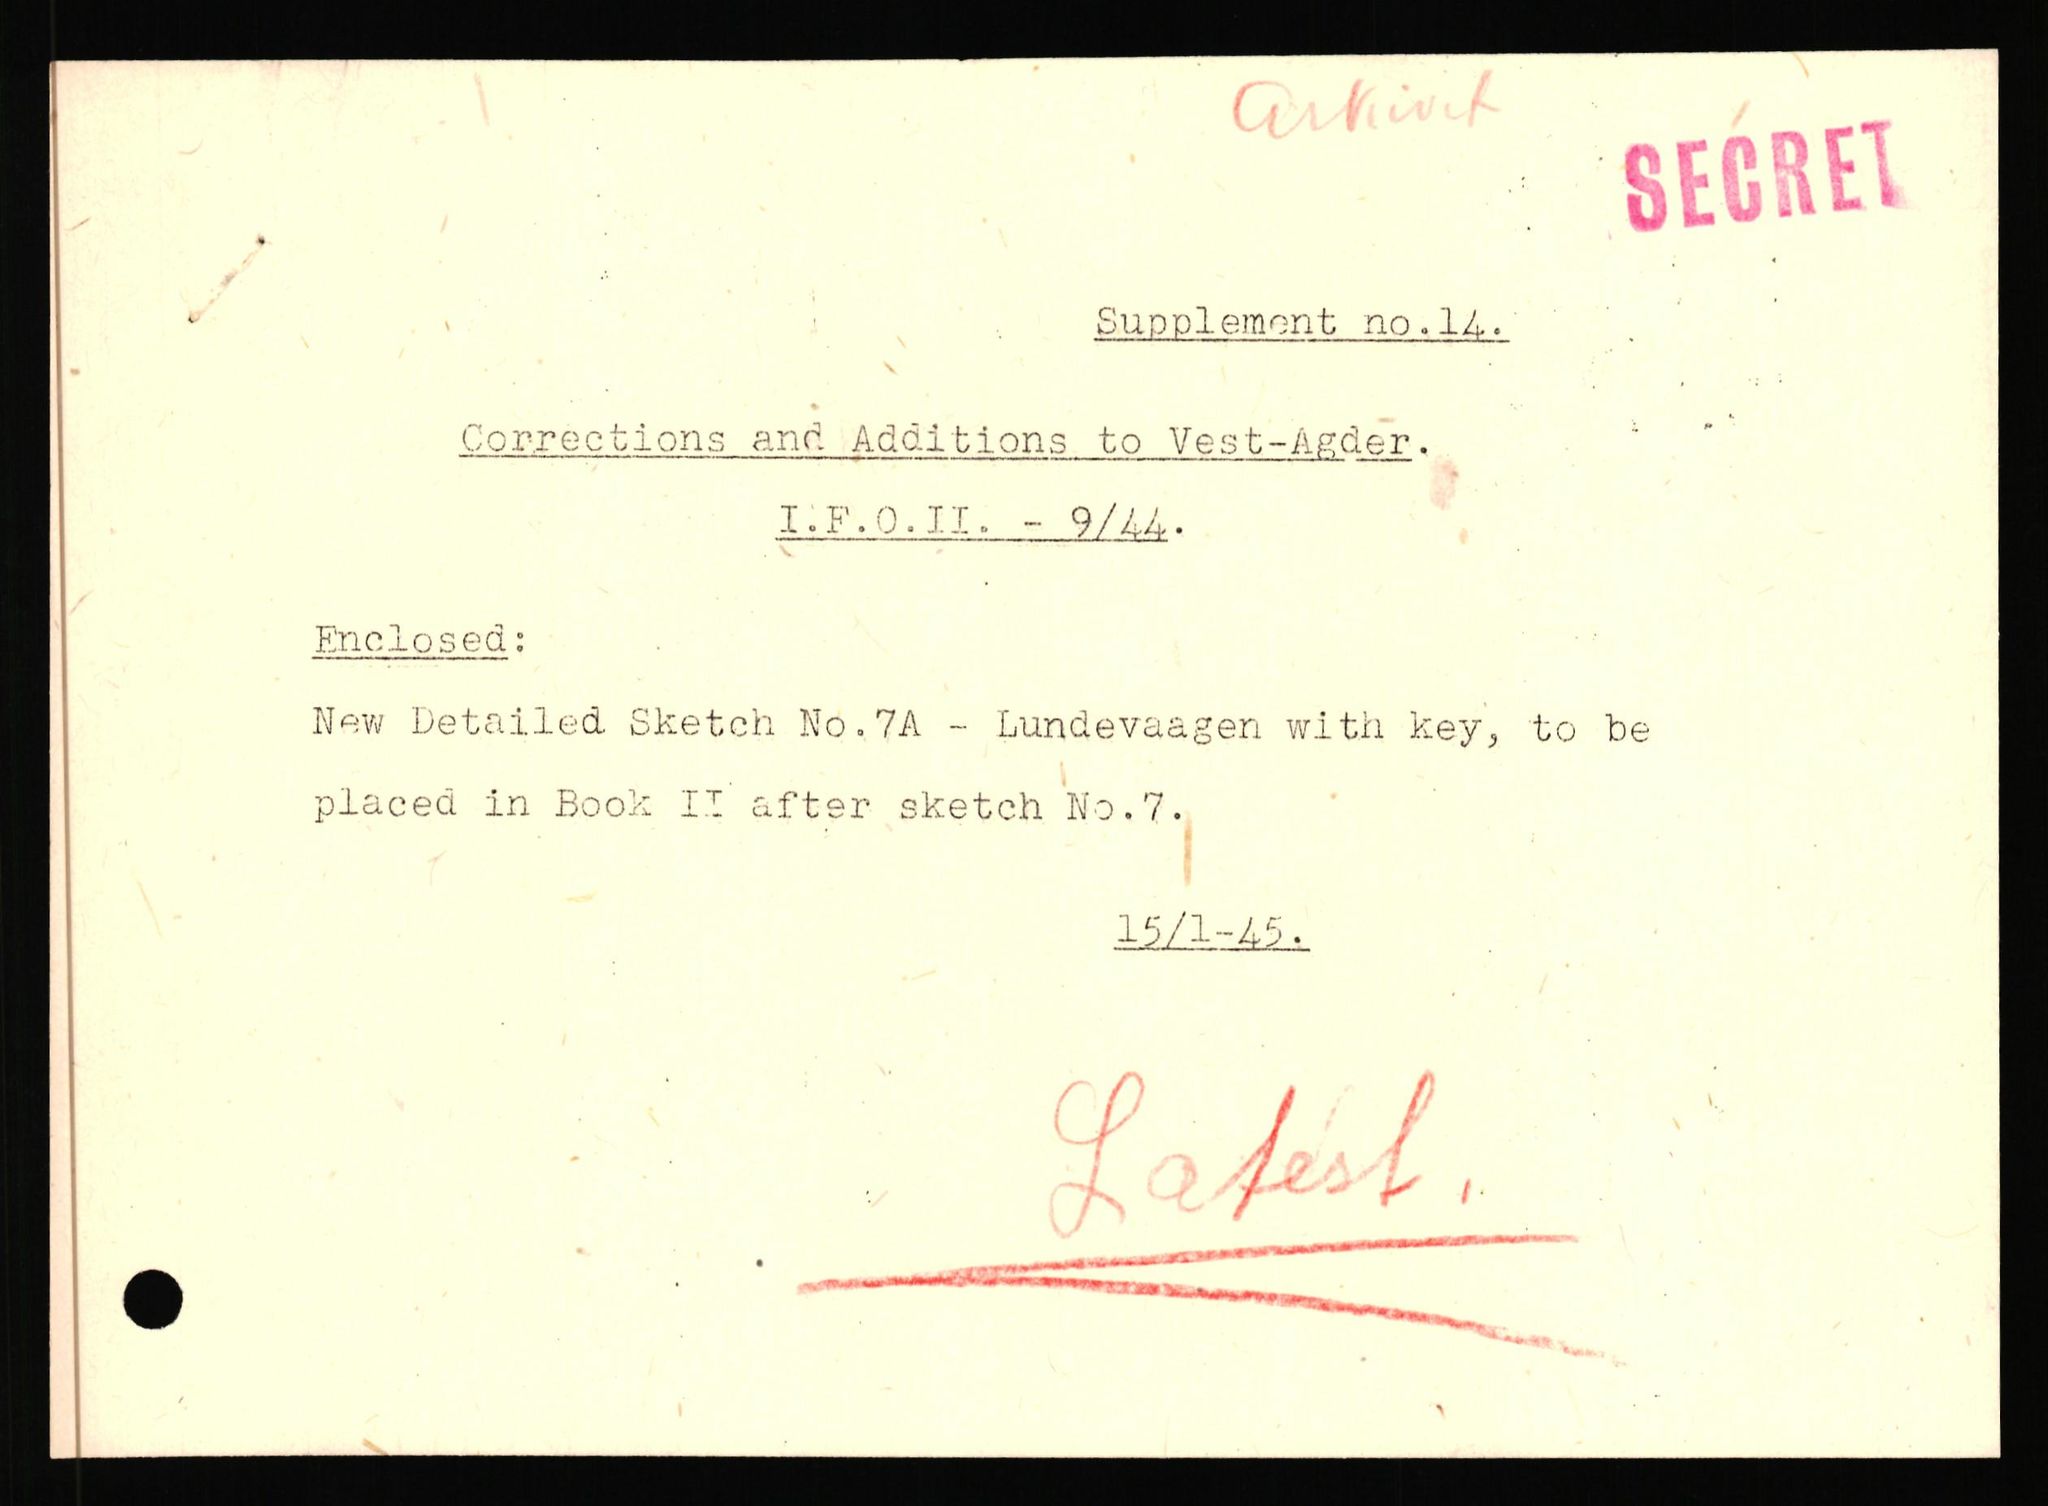 Arkivet
SECRET
Supplement no.14.
Corrections and Additions to Vest-Agder.
I.F.O.II. - 9/44.
Enclosed:
New Detailed Sketch No.7A - Lundevaagen with key, to be
placed in Book II after sketch No.7.
15/1-45.
Latest.